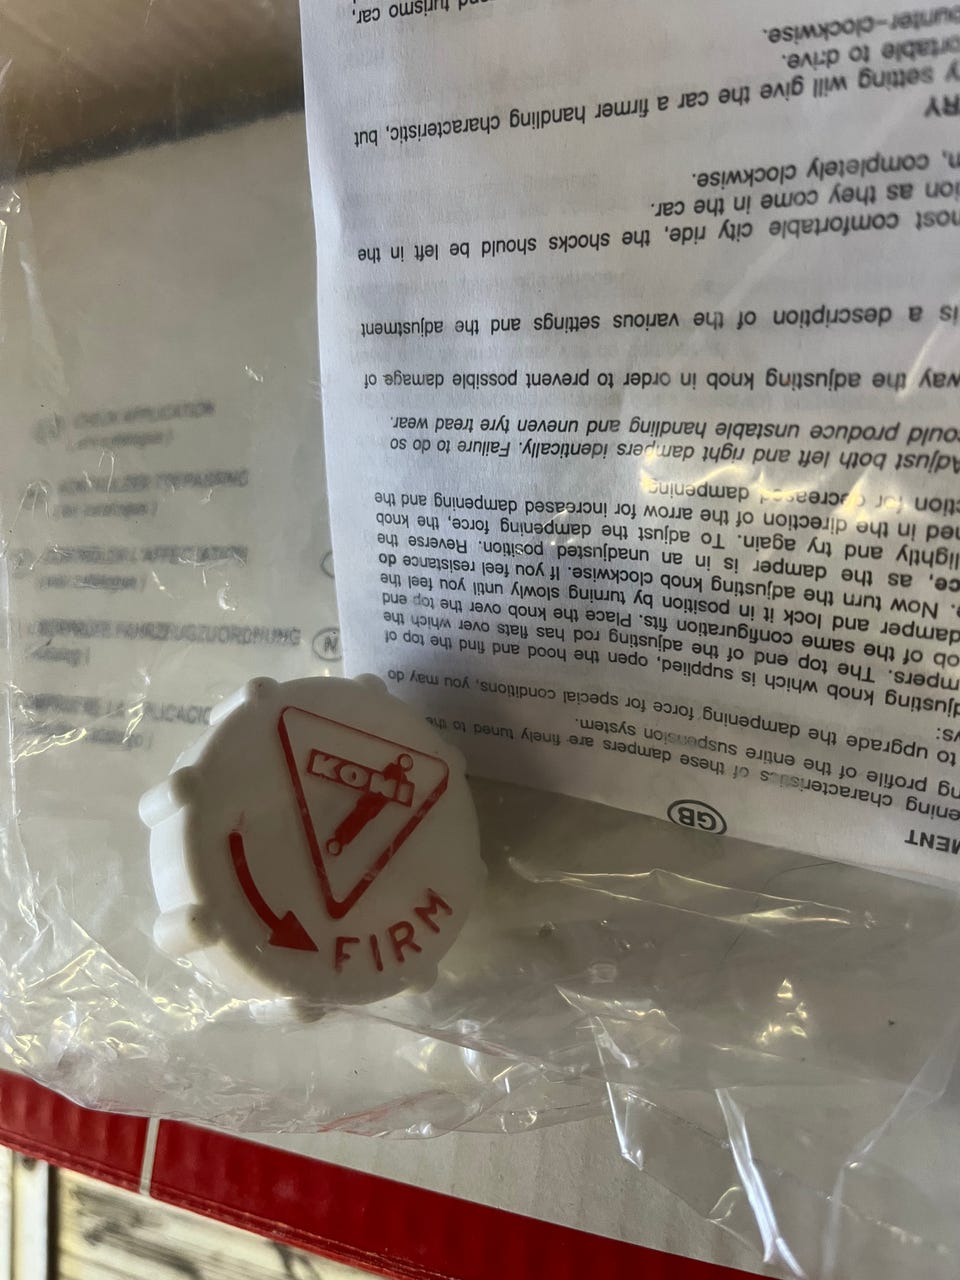 KONI
FIRM
GB
MENT
ening characteristics of these dampers are finely tuned to the
ng profile of the entire suspension system.
to upgrade the dampening force for special conditions, you may do
ys:
djusting knob which is supplied, open the hood and find the top of
mpers. The top end of the adjusting rod has flats over which the
ob of the same configuration fits. Place the knob over the top end
damper and lock it in position by turning slowly until you feel the
e. Now turn the adjusting knob clockwise. If you feel resistance do
ce, as the damper is in an unadjusted position. Reverse the
lightly and try again. To adjust the dampening force, the knob
ned in the direction of the arrow for increased dampening and the
ction for decreased dampening
Adjust both left and right dampers identically. Failure to do so
could produce unstable handling and uneven tyre tread wear.
way the adjusting knob in order to prevent possible damage of
is a description of the various settings and the adjustment
most comfortable city ride, the shocks should be left in the
ion as they come in the car.
n, completely clockwise.
RY
y setting will give the car a firmer handling characteristic, but
ortable to drive.
ounter-clockwise.
nd turismo car,
CHECK APPLICATION
N